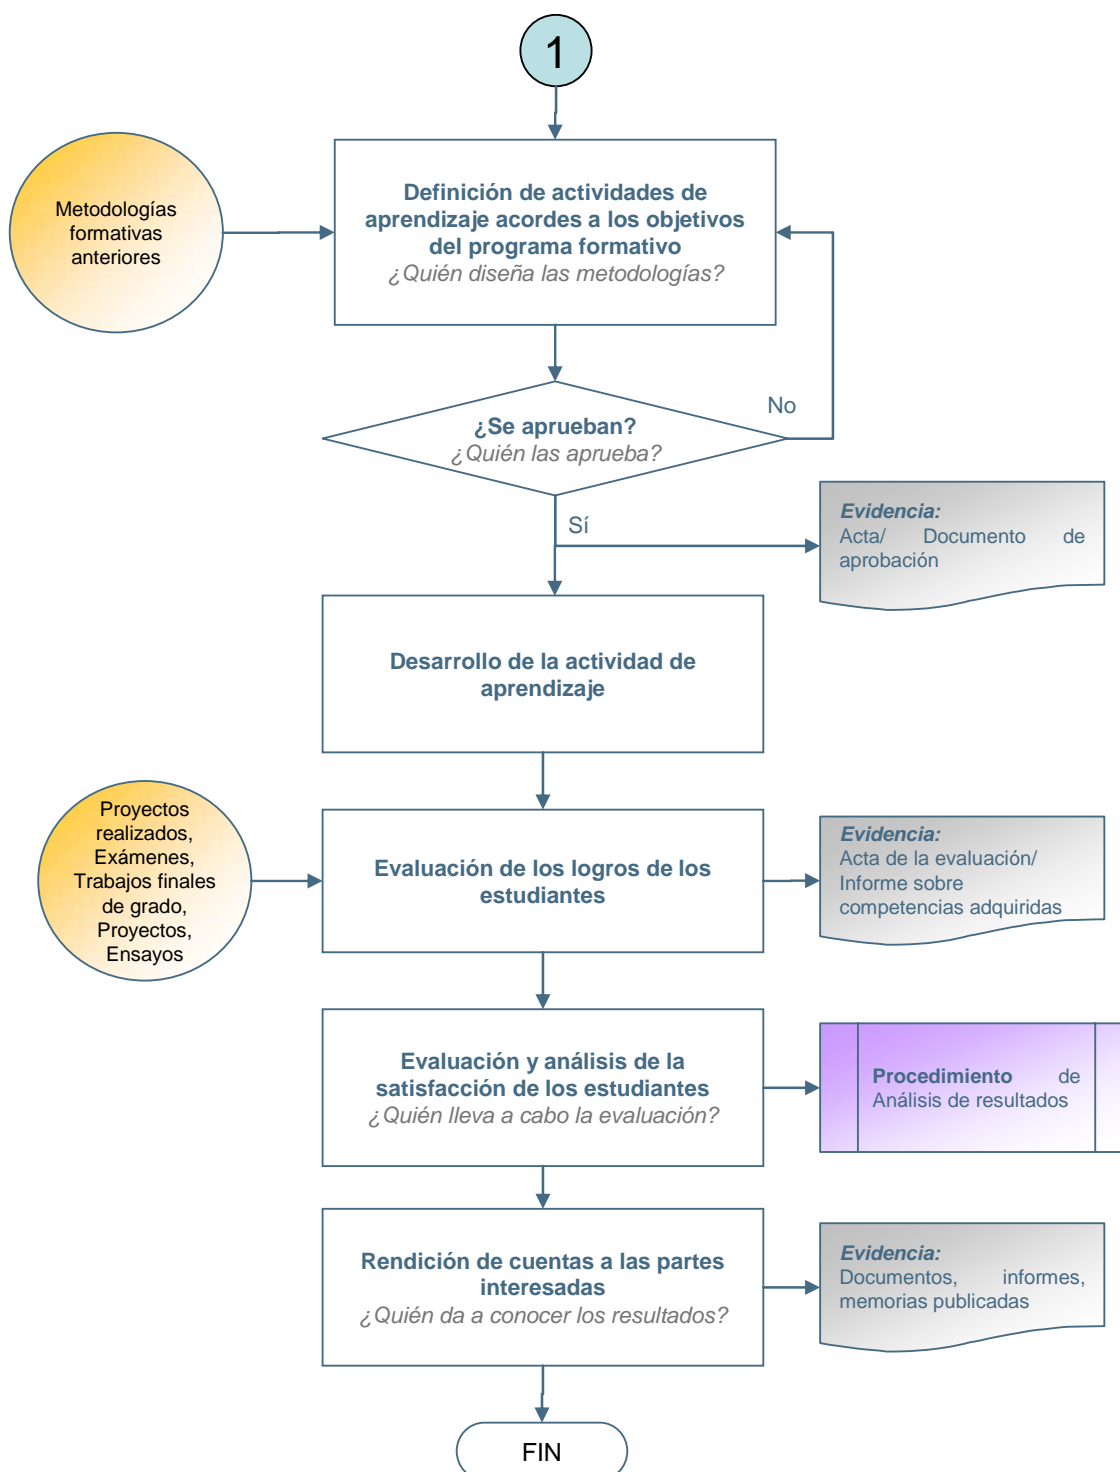 1
Metodologías
formativas
anteriores
Definición de actividades de
aprendizaje acordes a los objetivos
del programa formativo
¿Quién diseña las metodologías?
¿Se aprueban?
¿Quién las aprueba?
No
Sí
Evidencia:
Acta/ Documento de
aprobación
Desarrollo de la actividad de
aprendizaje
Proyectos
realizados,
Exámenes,
Trabajos finales
de grado,
Proyectos,
Ensayos
Evaluación de los logros de los
estudiantes
Evidencia:
Acta de la evaluación/
Informe sobre
competencias adquiridas
Evaluación y análisis de la
satisfacción de los estudiantes
¿Quién lleva a cabo la evaluación?
Procedimiento de
Análisis de resultados
Rendición de cuentas a las partes
interesadas
¿Quién da a conocer los resultados?
Evidencia:
Documentos, informes,
memorias publicadas
FIN